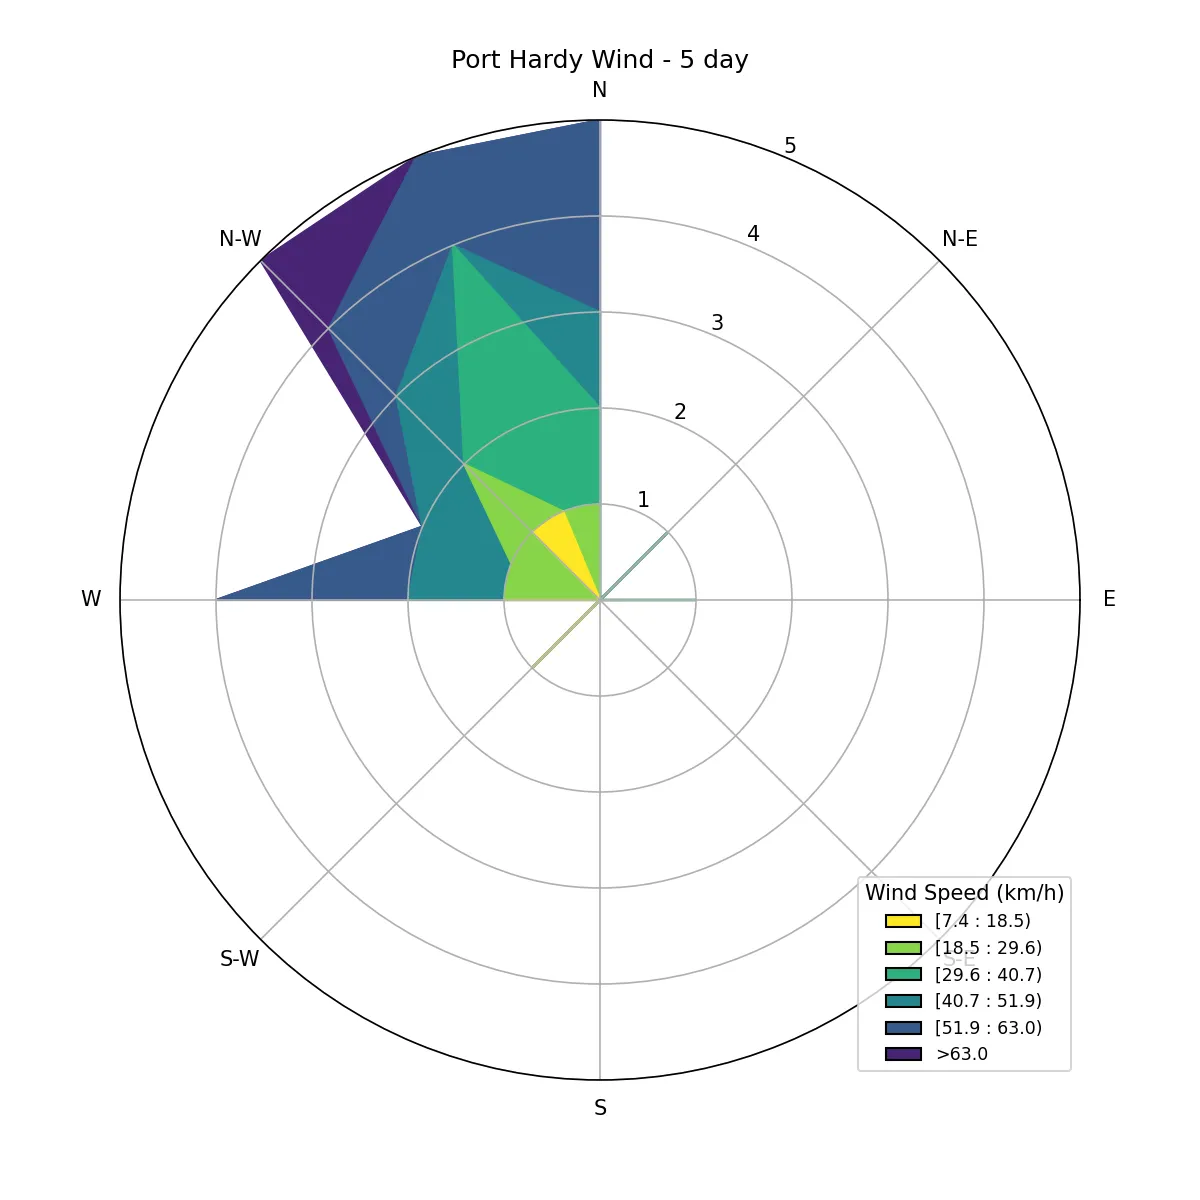 Port Hardy Wind - 5 day
N
5
N-W
N-E
4
3
2
1
W
E
S-W
S-E
S
Wind Speed (km/h)
[7.4 : 18.5)
[18.5 : 29.6)
[29.6 : 40.7)
[40.7 : 51.9)
[51.9 : 63.0)
>63.0